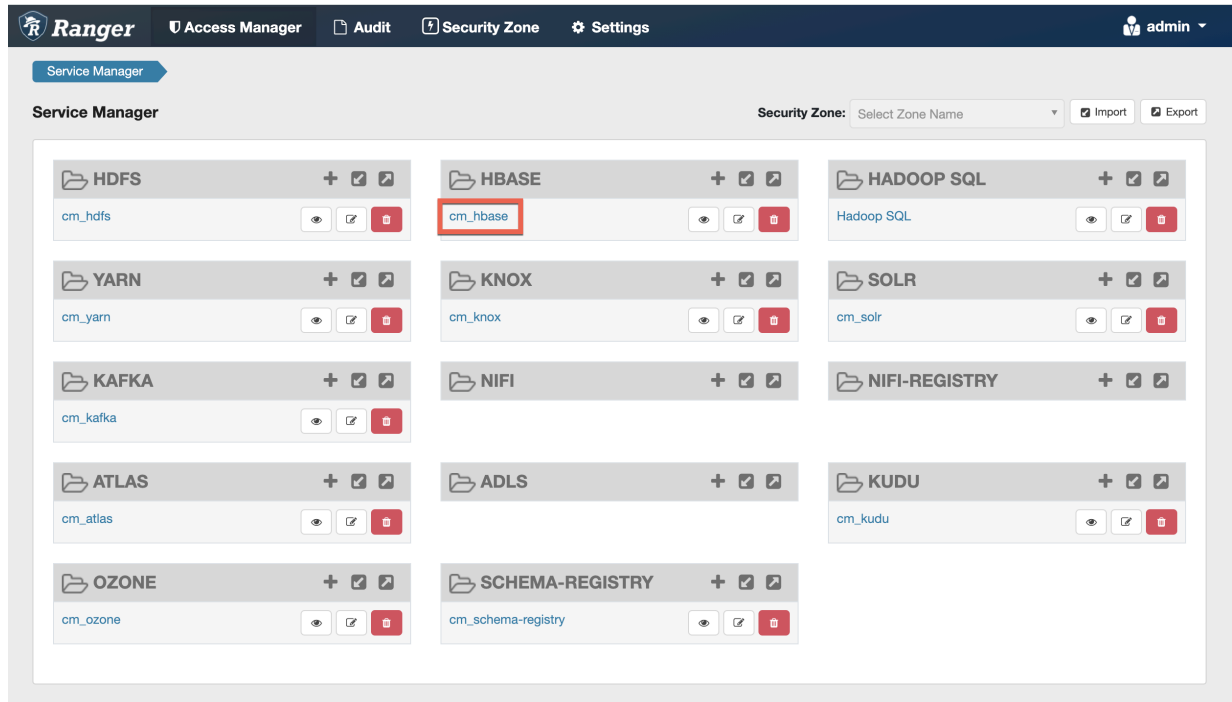 Ranger Access Manager Audit Security Zone Settings admin
Service Manager
Service Manager Security Zone: Select Zone Name Import Export
HDFS HBASE HADOOP SQL
cm_hdfs cm_hbase Hadoop SQL
YARN KNOX SOLR
cm_yarn cm_knox cm_solr
KAFKA NIFI NIFI-REGISTRY
cm_kafka
ATLAS ADLS KUDU
cm_atlas cm_kudu
OZONE SCHEMA-REGISTRY
cm_ozone cm_schema-registry